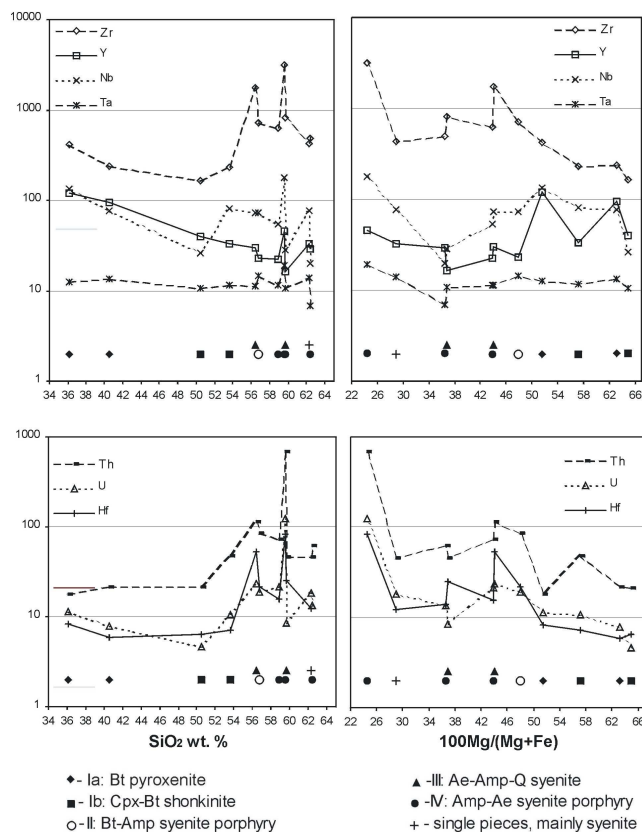 10000
1000
100
10
1
Zr
Y
Nb
Ta
34 36 38 40 42 44 46 48 50 52 54 56 58 60 62 64
Zr
Y
Nb
Ta
22 26 30 34 38 42 46 50 54 58 62 66
1000
100
10
1
Th
U
Hf
34 36 38 40 42 44 46 48 50 52 54 56 58 60 62 64
SiO₂ wt. %
Th
U
Hf
22 26 30 34 38 42 46 50 54 58 62 66
100Mg/(Mg+Fe)
- Ia: Bt pyroxenite
- Ib: Cpx-Bt shonkinite
-II: Bt-Amp syenite porphyry
-III: Ae-Amp-Q syenite
-IV: Amp-Ae syenite porphyry
- single pieces, mainly syenite